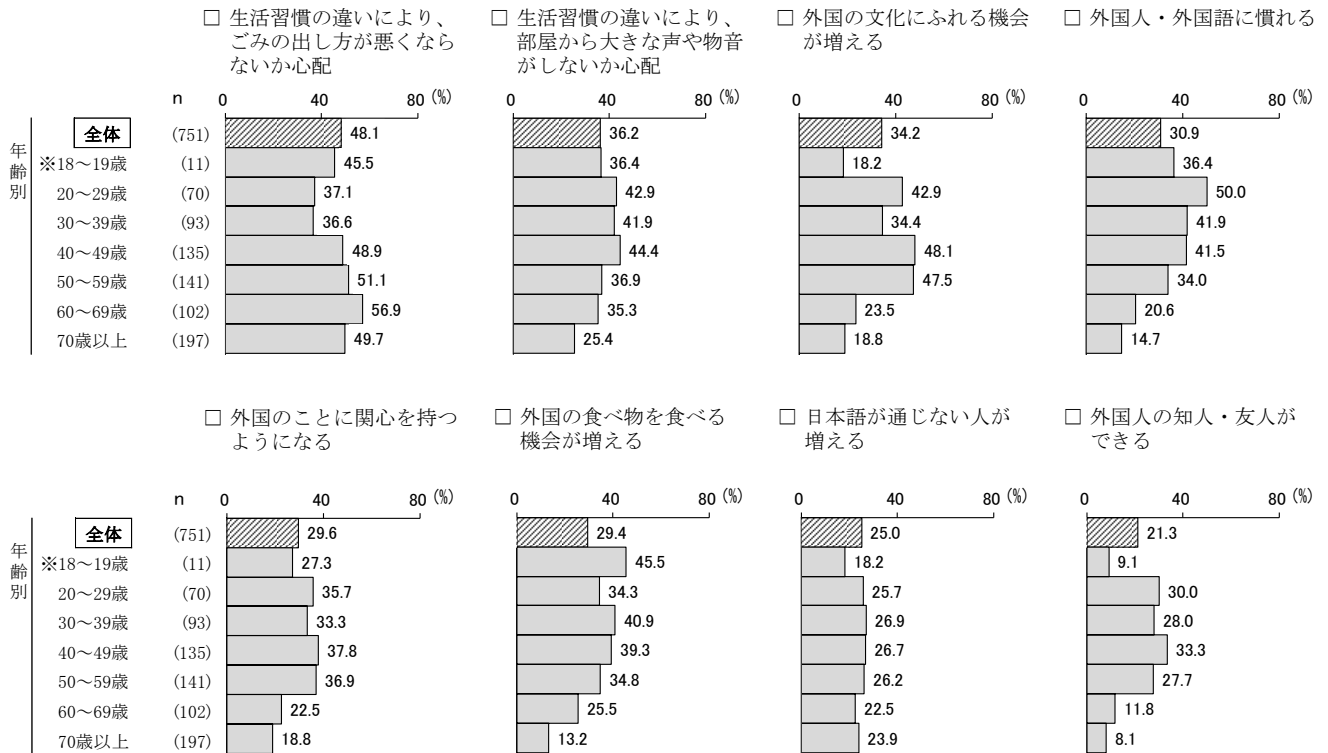 □ 生活習慣の違いにより、
ごみの出し方が悪くなら
ないか心配
□ 生活習慣の違いにより、
部屋から大きな声や物音
がしないか心配
□ 外国の文化にふれる機会
が増える
□ 外国人・外国語に慣れる
n 0 40 80 (%) 0 40 80 (%) 0 40 80 (%) 0 40 80 (%)
年齢別
全体 (751) 48.1 36.2 34.2 30.9
※18～19歳 (11) 45.5 36.4 18.2 36.4
20～29歳 (70) 37.1 42.9 42.9 50.0
30～39歳 (93) 36.6 41.9 34.4 41.9
40～49歳 (135) 48.9 44.4 48.1 41.5
50～59歳 (141) 51.1 36.9 47.5 34.0
60～69歳 (102) 56.9 35.3 23.5 20.6
70歳以上 (197) 49.7 25.4 18.8 14.7
□ 外国のことに関心を持つ
ようになる
□ 外国の食べ物を食べる
機会が増える
□ 日本語が通じない人が
増える
□ 外国人の知人・友人が
できる
n 0 40 80 (%) 0 40 80 (%) 0 40 80 (%) 0 40 80 (%)
年齢別
全体 (751) 29.6 29.4 25.0 21.3
※18～19歳 (11) 27.3 45.5 18.2 9.1
20～29歳 (70) 35.7 34.3 25.7 30.0
30～39歳 (93) 33.3 40.9 26.9 28.0
40～49歳 (135) 37.8 39.3 26.7 33.3
50～59歳 (141) 36.9 34.8 26.2 27.7
60～69歳 (102) 22.5 25.5 22.5 11.8
70歳以上 (197) 18.8 13.2 23.9 8.1